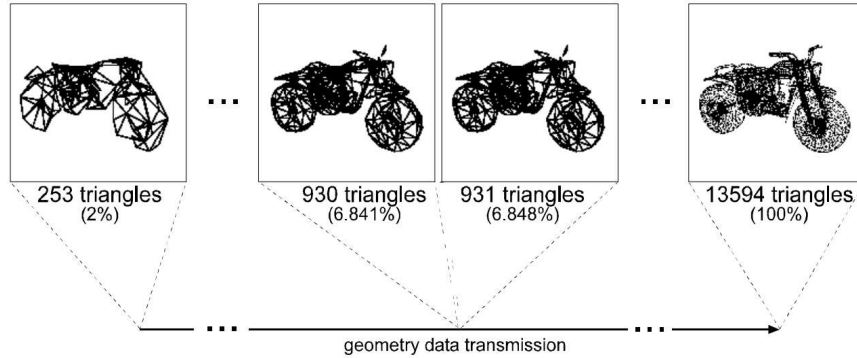 253 triangles
(2%)
930 triangles
(6.841%)
931 triangles
(6.848%)
13594 triangles
(100%)
geometry data transmission